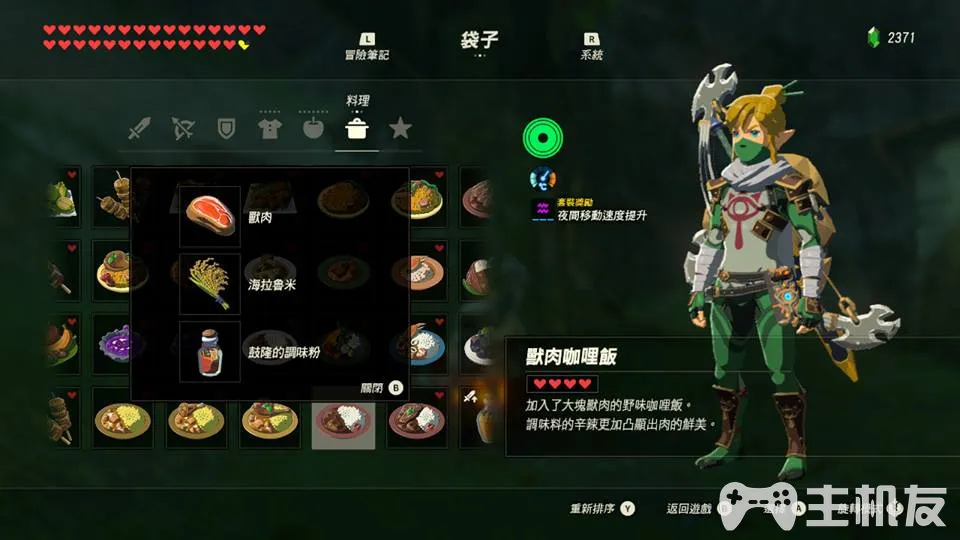 L
冒險筆記
袋子
R
系統
2371
料理
獸肉
海拉魯米
鼓隆的調味粉
關閉 B
套裝獎勵
夜間移動速度提升
獸肉咖哩飯
加入了大塊獸肉的野味咖哩飯。
調味料的辛辣更加凸顯出肉的鮮美。
重新排序 Y
返回遊戲
主机友